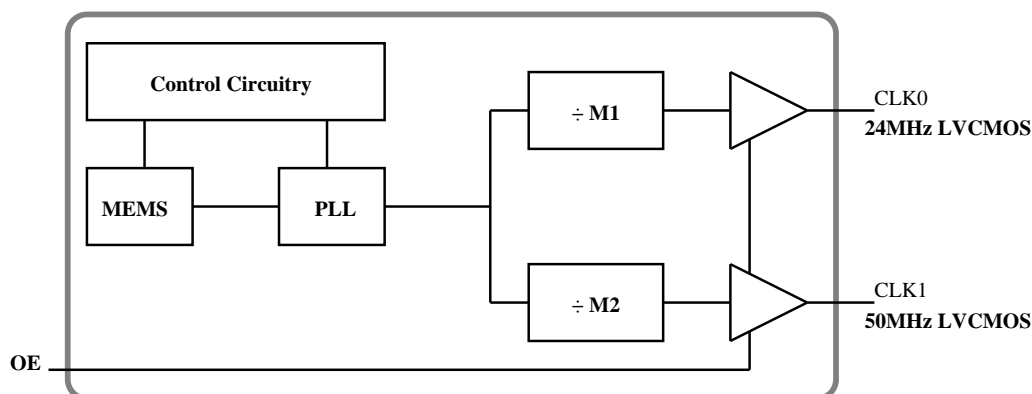 Control Circuitry
MEMS
PLL
÷ M1
÷ M2
CLK0
24MHz LVCMOS
CLK1
50MHz LVCMOS
OE